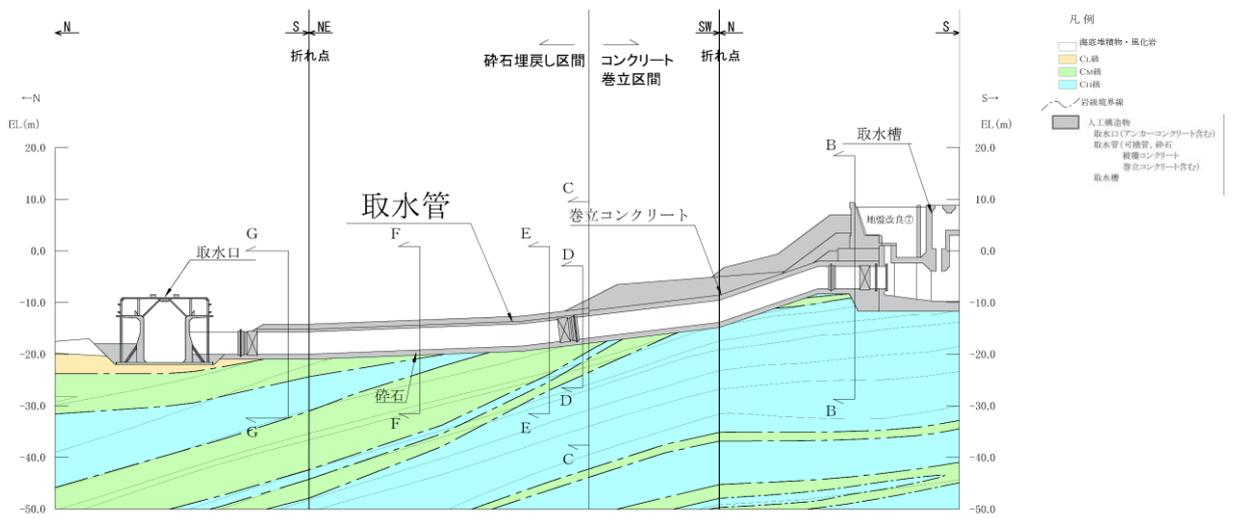 N
S
NE
SW
N
S
折れ点
砕石埋戻し区間
コンクリート
巻立区間
折れ点
凡 例
海底堆積物・風化岩
CL級
CM級
CH級
岩級境界線
人工構造物
取水口(アンカーコンクリート含む)
取水管(可撓管, 砕石
被覆コンクリート
巻立コンクリート含む)
取水槽
←N
EL(m)
20.0
10.0
0.0
-10.0
-20.0
-30.0
-40.0
-50.0
S→
EL(m)
20.0
10.0
0.0
-10.0
-20.0
-30.0
-40.0
-50.0
取水槽
B
地盤改良⑦
B
取水管
巻立コンクリート
取水口
砕石
G
G
F
F
E
E
D
D
C
C